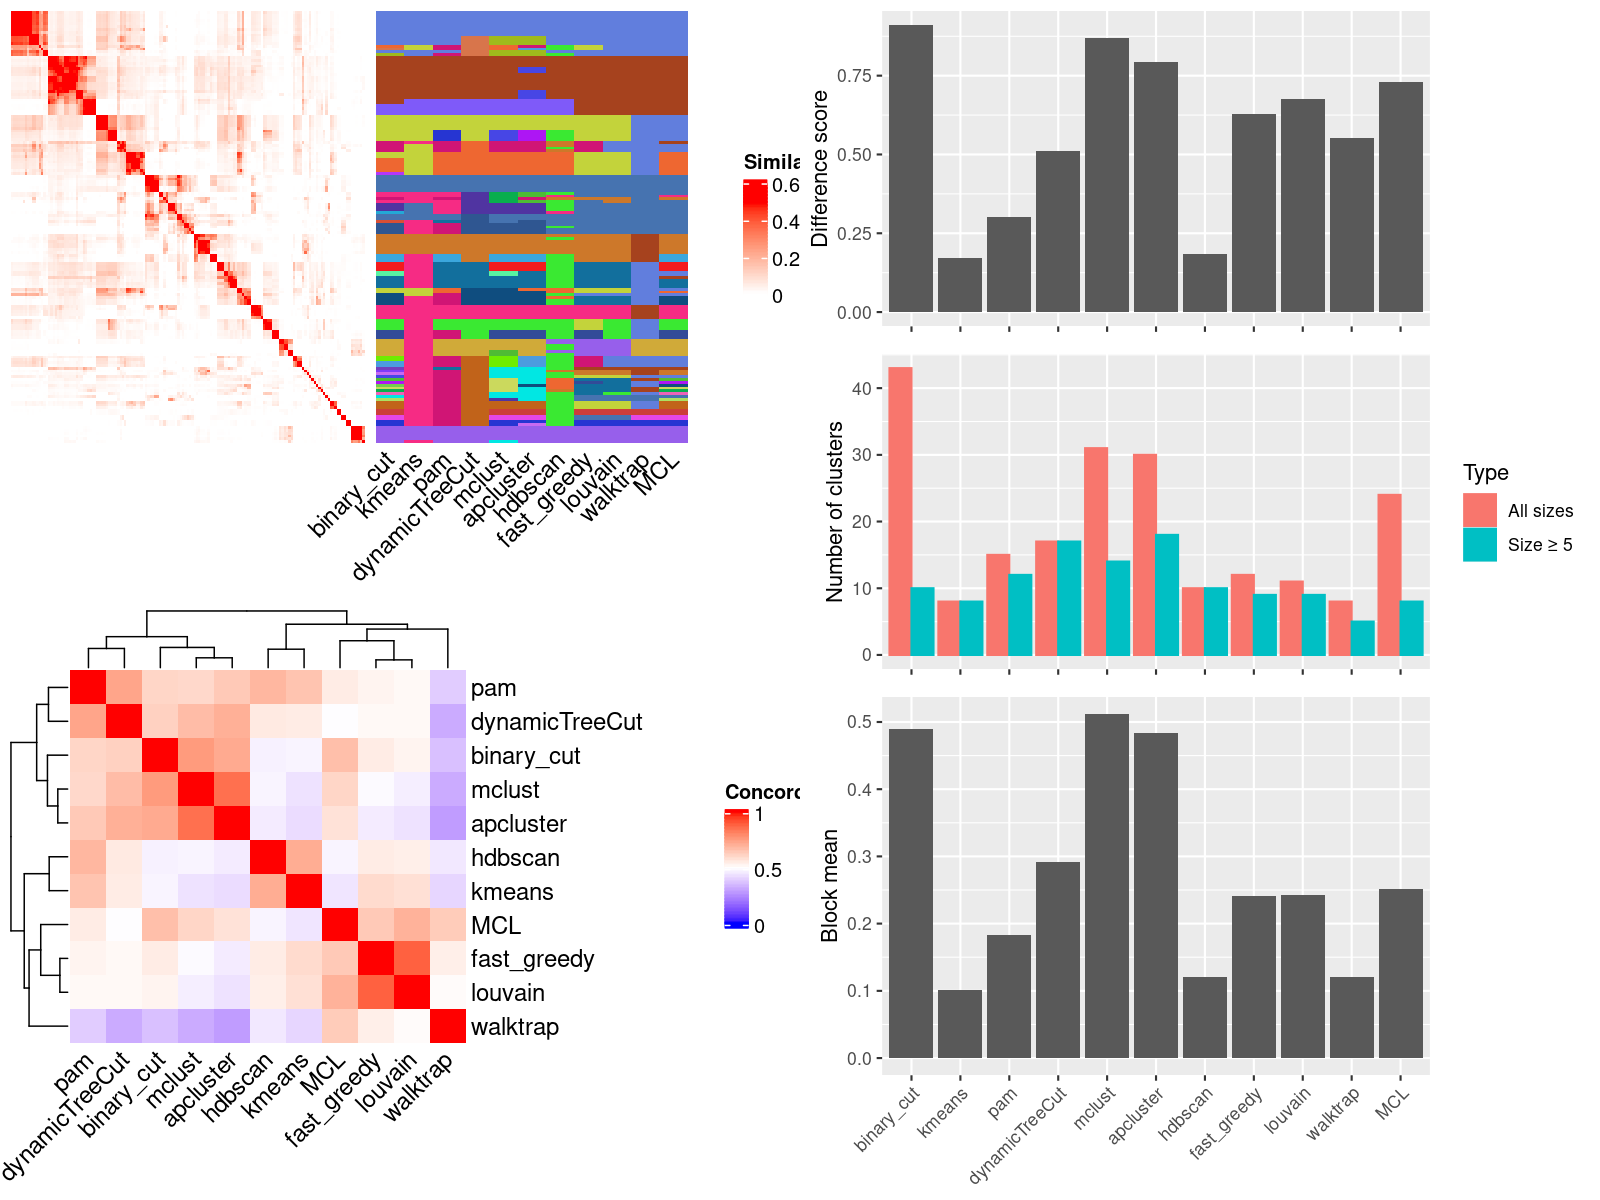 Simila
0.6
0.4
0.2
0
binary_cut
kmeans
pam
dynamicTreeCut
mclust
apcluster
hdbscan
fast_greedy
louvain
walktrap
MCL
pam
dynamicTreeCut
binary_cut
mclust
apcluster
hdbscan
kmeans
MCL
fast_greedy
louvain
walktrap
pam
dynamicTreeCut
binary_cut
mclust
apcluster
hdbscan
kmeans
MCL
fast_greedy
louvain
walktrap
Concord
1
0.5
0
Difference score
0.75
0.50
0.25
0.00
Number of clusters
40
30
20
10
0
Type
All sizes
Size ≥ 5
Block mean
0.5
0.4
0.3
0.2
0.1
0.0
binary_cut
kmeans
pam
dynamicTreeCut
mclust
apcluster
hdbscan
fast_greedy
louvain
walktrap
MCL